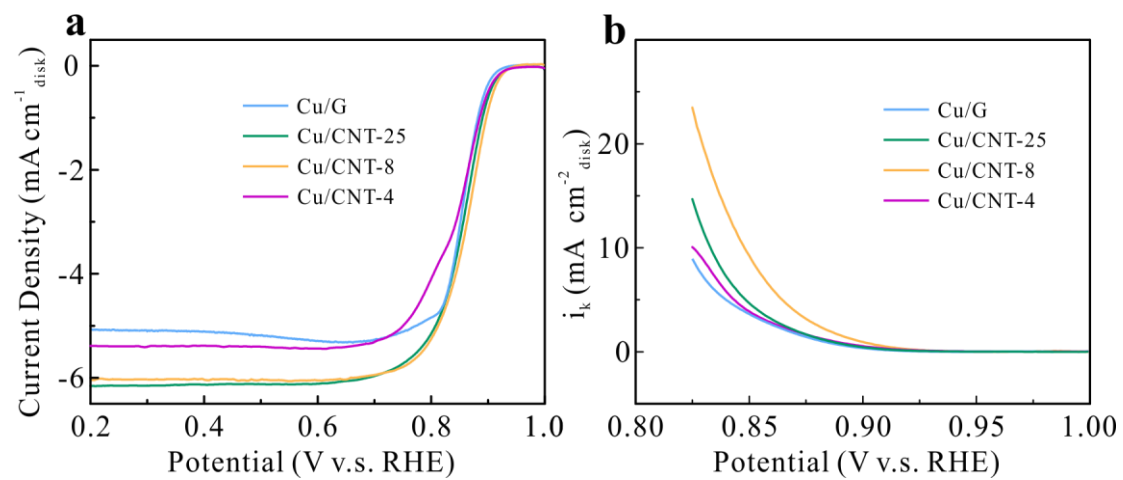 a
Current Density (mA cm⁻¹ disk)
0
-2
-4
-6
Cu/G
Cu/CNT-25
Cu/CNT-8
Cu/CNT-4
0.2 0.4 0.6 0.8 1.0
Potential (V v.s. RHE)
b
iₖ (mA cm⁻² disk)
20
10
0
Cu/G
Cu/CNT-25
Cu/CNT-8
Cu/CNT-4
0.80 0.85 0.90 0.95 1.00
Potential (V v.s. RHE)